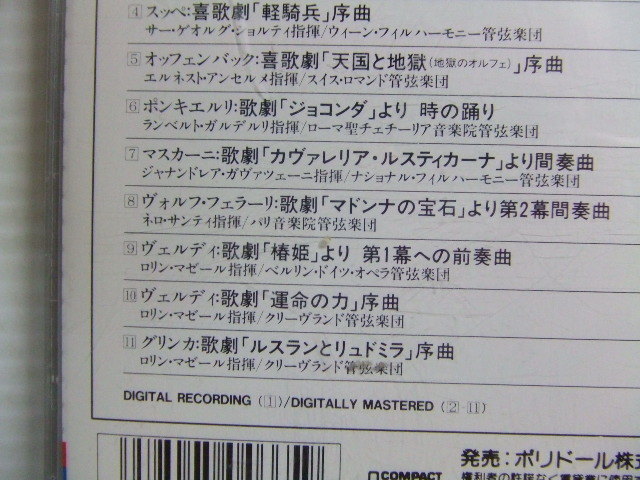 4 スッペ:喜歌劇「軽騎兵」序曲
サー・ゲオルグ・ショルティ指揮/ウィーン・フィルハーモニー管弦楽団
5 オッフェンバック:喜歌劇「天国と地獄(地獄のオルフェ)」序曲
エルネスト・アンセルメ指揮/スイス・ロマンド管弦楽団
6 ポンキエルリ:歌劇「ジョコンダ」より 時の踊り
ランベルト・ガルデルリ指揮/ローマ聖チェチーリア音楽院管弦楽団
7 マスカーニ:歌劇「カヴァレリア・ルスティカーナ」より間奏曲
ジャナンドレア・ガヴァツェーニ指揮/ナショナル・フィルハーモニー管弦楽団
8 ヴォルフ・フェラーリ:歌劇「マドンナの宝石」より第2幕間奏曲
ネロ・サンティ指揮/パリ音楽院管弦楽団
9 ヴェルディ:歌劇「椿姫」より 第1幕への前奏曲
ロリン・マゼール指揮/ベルリン・ドイツ・オペラ管弦楽団
10 ヴェルディ:歌劇「運命の力」序曲
ロリン・マゼール指揮/クリーヴランド管弦楽団
11 グリンカ:歌劇「ルスランとリュドミラ」序曲
ロリン・マゼール指揮/クリーヴランド管弦楽団
DIGITAL RECORDING (1)/DIGITALLY MASTERED (2-11)
発売:ポリドール株式
COMPACT
権利者の許諾なく賃貸業に使用